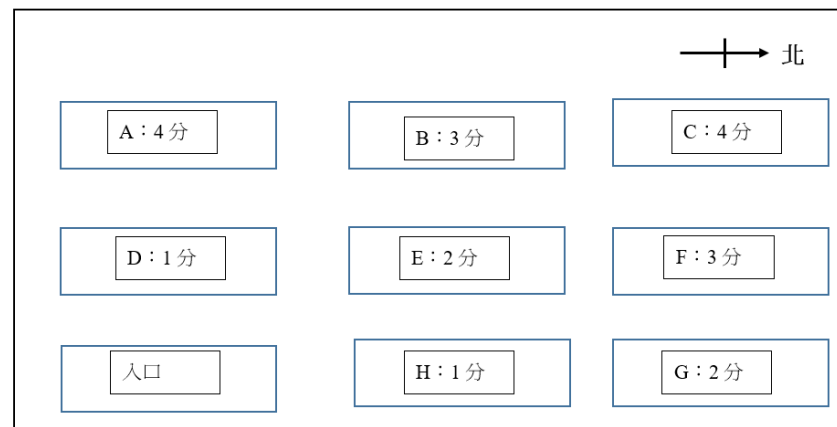 北
A：4 分
B：3 分
C：4 分
D：1 分
E：2 分
F：3 分
入口
H：1 分
G：2 分